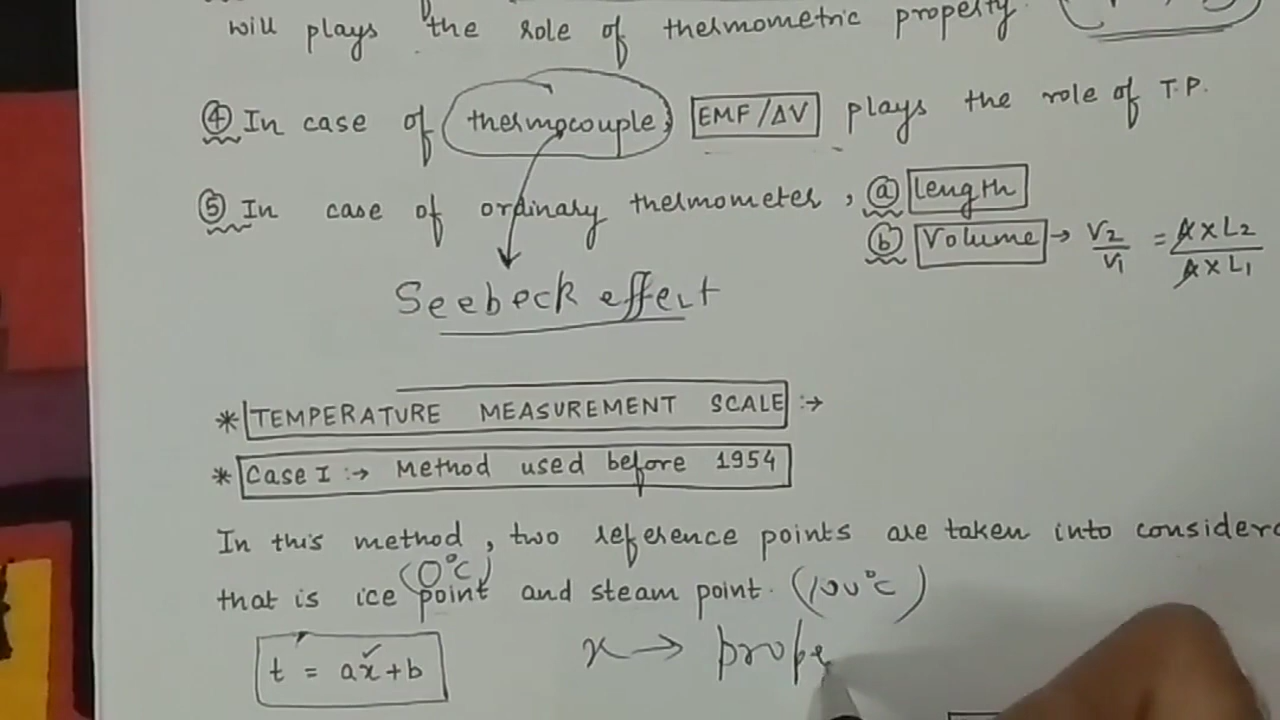 will plays the role of thermometric property.
④ In case of thermocouple, EMF/ΔV plays the role of T.P.
⑤ In case of ordinary thermometer, ⓐ Length
ⓑ Volume → V2/V1 = A×L2/A×L1
Seebeck effect
* TEMPERATURE MEASUREMENT SCALE :→
* Case I :→ Method used before 1954
In this method, two reference points are taken into considera
(0°C)
that is ice point and steam point. (100°C)
t = ax+b x → prope